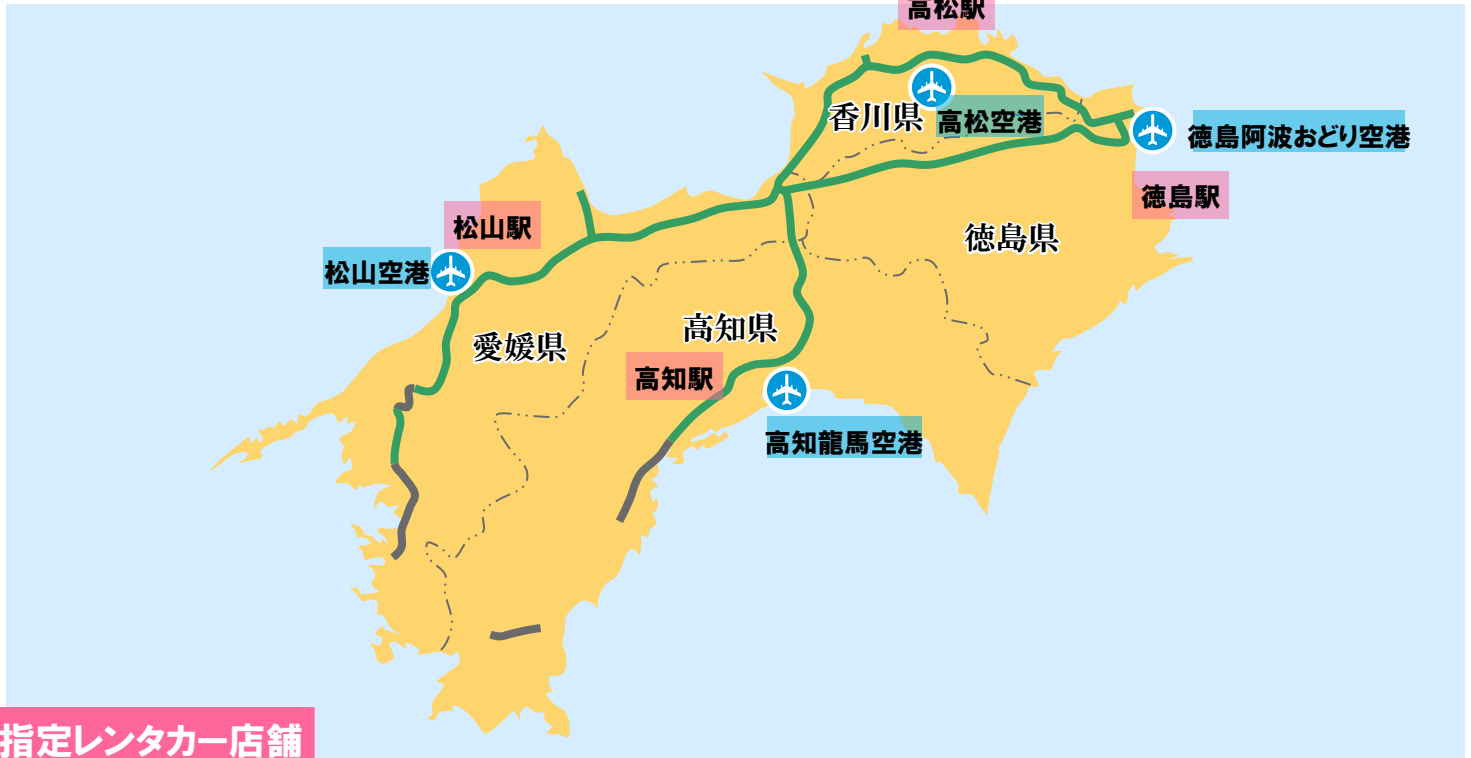 高松駅
香川県
高松空港
徳島阿波おどり空港
徳島駅
松山駅
徳島県
松山空港
高知県
愛媛県
高知駅
高知龍馬空港
指定レンタカー店舗